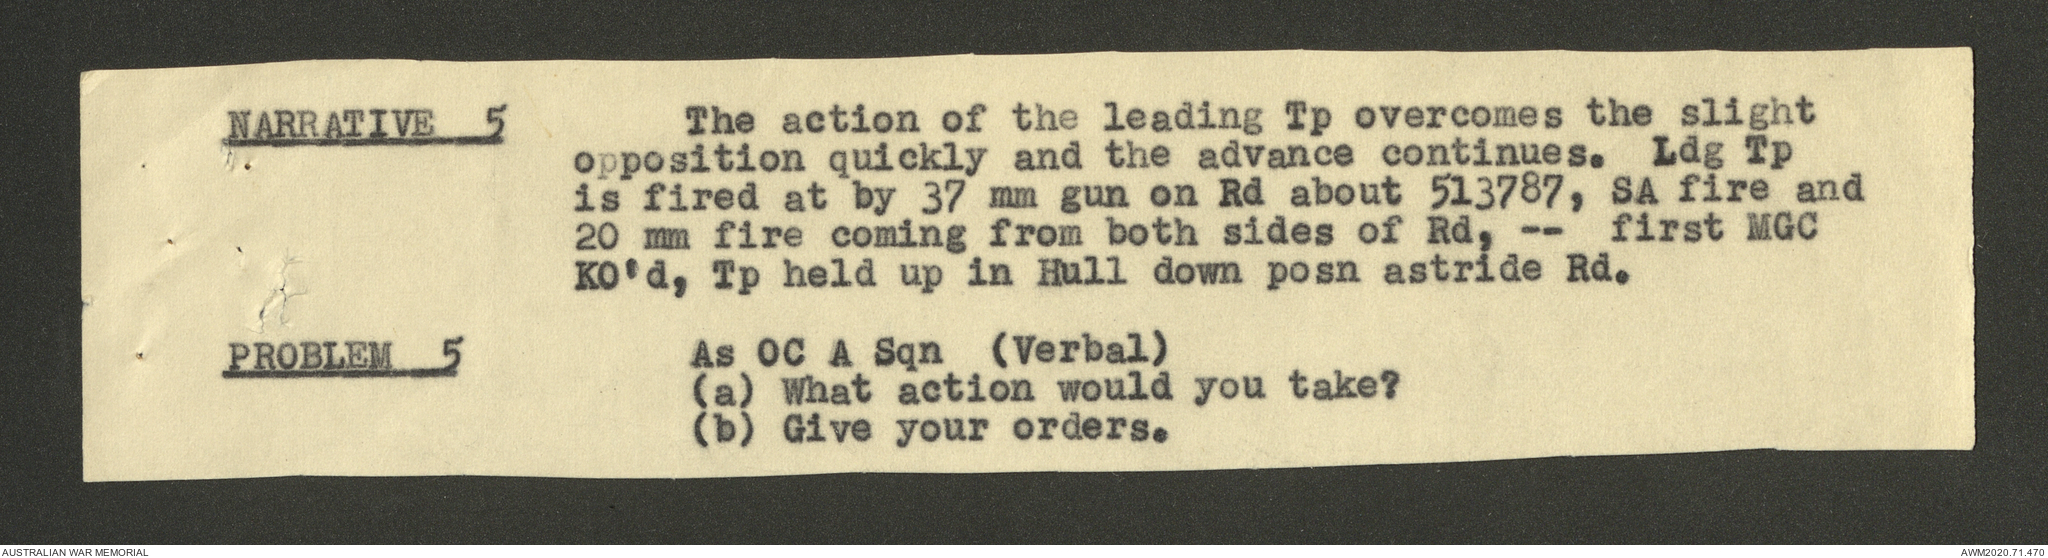 NARRATIVE 5 The action of the leading Tp overcomes the slight
opposition quickly and the advance continues. Ldg Tp
is fired at by 37 mm gun on Rd about 513787, SA fire and
20 mm fire coming from both sides of Rd, -- first MGC
KO'd, Tp held up in Hull down posn astride Rd.
PROBLEM 5 As OC A Sqn (Verbal)
(a) What action would you take?
(b) Give your orders.
AUSTRALIAN WAR MEMORIAL AWM2020.71.470